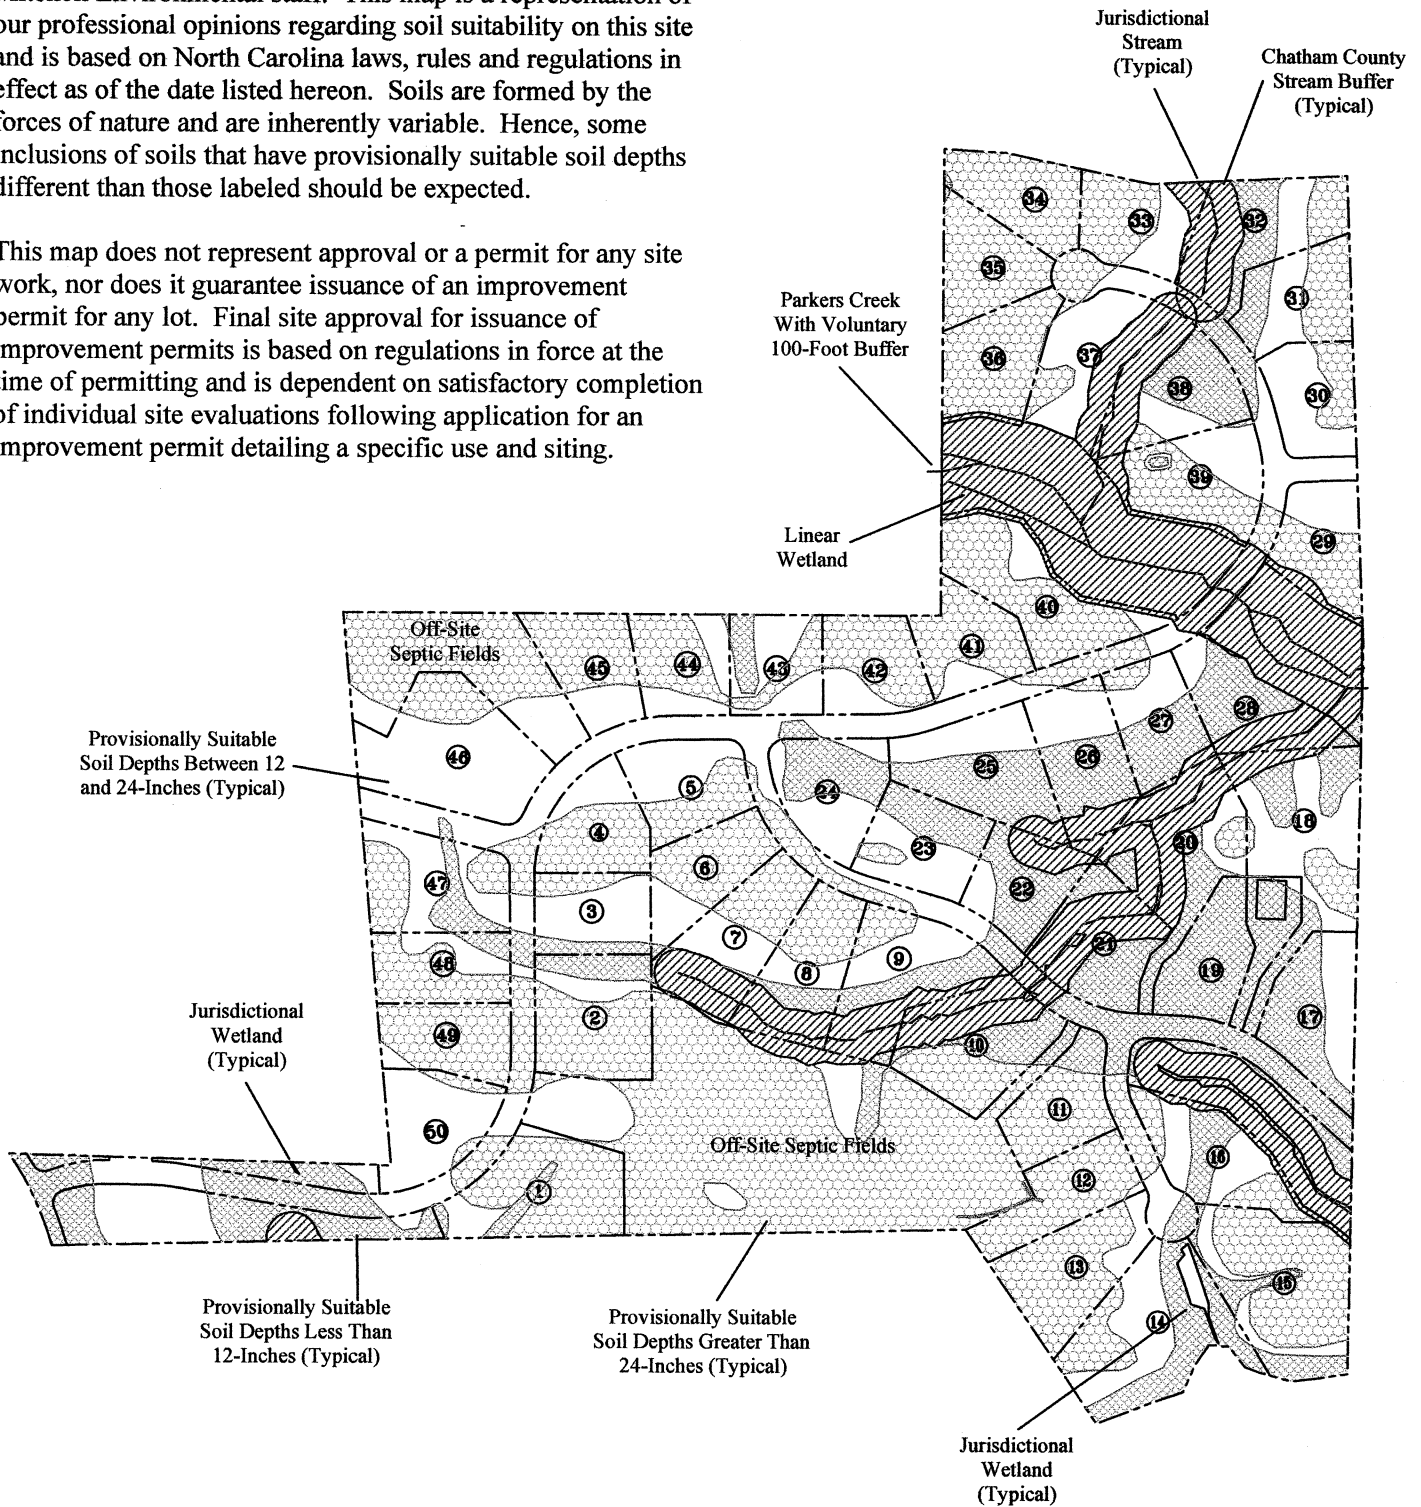 our professional opinions regarding soil suitability on this site
and is based on North Carolina laws, rules and regulations in
effect as of the date listed hereon. Soils are formed by the
forces of nature and are inherently variable. Hence, some
inclusions of soils that have provisionally suitable soil depths
different than those labeled should be expected.
This map does not represent approval or a permit for any site
work, nor does it guarantee issuance of an improvement
permit for any lot. Final site approval for issuance of
improvement permits is based on regulations in force at the
time of permitting and is dependent on satisfactory completion
of individual site evaluations following application for an
improvement permit detailing a specific use and siting.
Jurisdictional
Stream
(Typical)
Chatham County
Stream Buffer
(Typical)
34
33
32
35
31
Parkers Creek
With Voluntary
100-Foot Buffer
36
37
38
30
39
Linear
Wetland
29
40
Off-Site
Septic Fields
45
44
43
42
41
28
27
Provisionally Suitable
Soil Depths Between 12
and 24-Inches (Typical)
46
26
25
5
24
18
4
23
20
6
47
22
3
7
21
9
48
8
19
Jurisdictional
Wetland
(Typical)
2
17
49
10
11
50
Off-Site Septic Fields
16
12
1
13
15
Provisionally Suitable
Soil Depths Less Than
12-Inches (Typical)
Provisionally Suitable
Soil Depths Greater Than
24-Inches (Typical)
14
Jurisdictional
Wetland
(Typical)